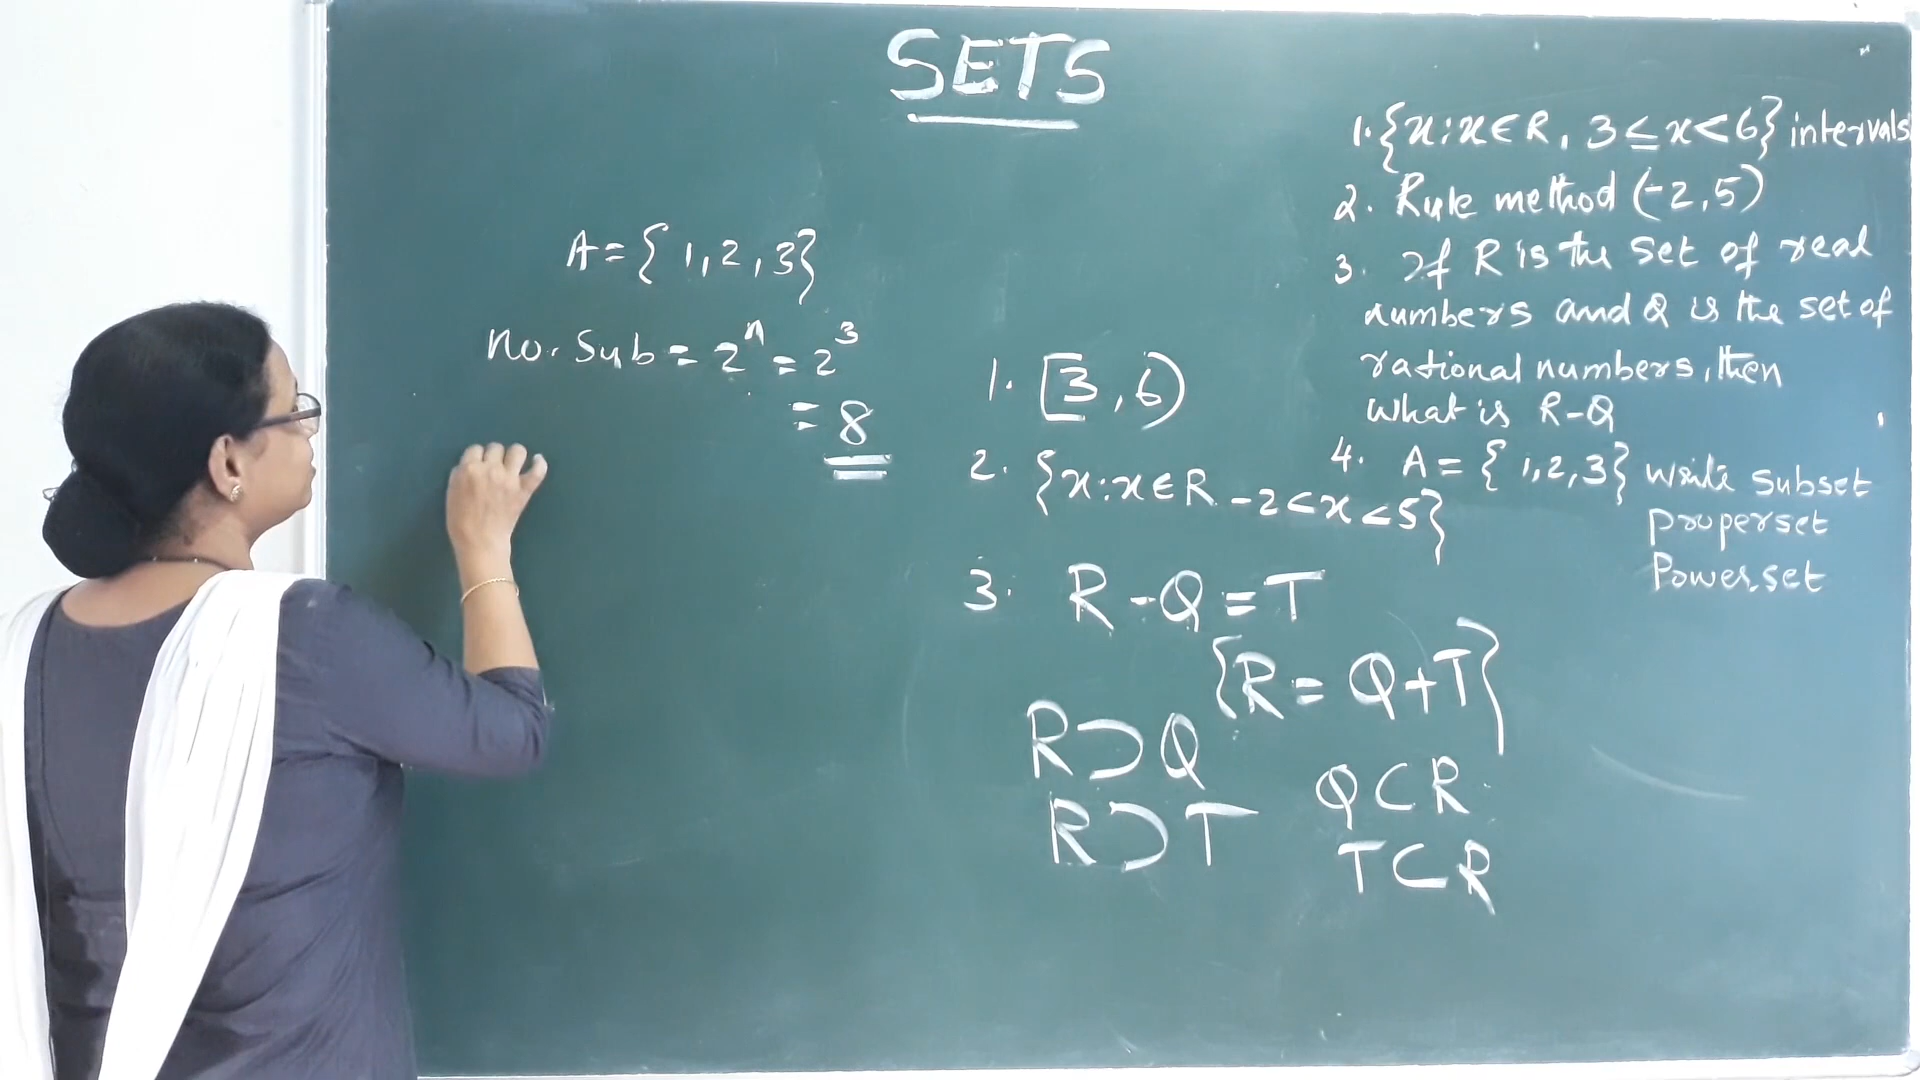 SETS
A = { 1, 2, 3}
No. Sub = 2^n = 2^3
= 8
1. [3, 6)
2. {x : x ∈ R -2 < x < 5}
3. R - Q = T
{R = Q + T}
R ⊃ Q
R ⊃ T
Q ⊂ R
T ⊂ R
1. {x : x ∈ R, 3 ≤ x < 6} intervals
2. Rule method (-2, 5)
3. If R is the set of real
numbers and Q is the set of
rational numbers, then
what is R-Q
4. A = { 1, 2, 3} write subset
properset
Power set